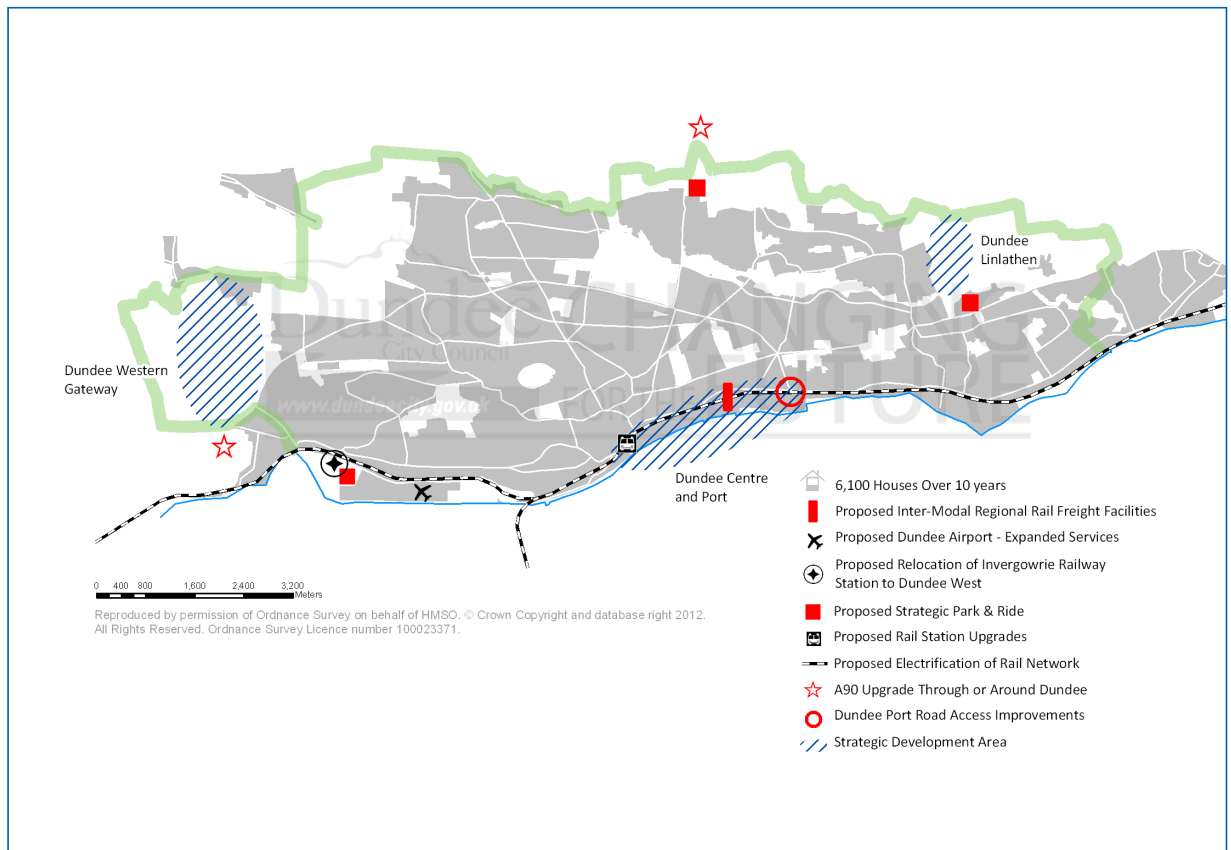 Dundee
Linlathen
Dundee
City Council
CHANGING
FOR THE FUTURE
www.dundeecity.gov.uk
Dundee Western
Gateway
Dundee Centre
and Port
6,100 Houses Over 10 years
Proposed Inter-Modal Regional Rail Freight Facilities
Proposed Dundee Airport - Expanded Services
Proposed Relocation of Invergowrie Railway
Station to Dundee West
Proposed Strategic Park & Ride
Proposed Rail Station Upgrades
Proposed Electrification of Rail Network
A90 Upgrade Through or Around Dundee
Dundee Port Road Access Improvements
Strategic Development Area
0 400 800 1,600 2,400 3,200
Meters
Reproduced by permission of Ordnance Survey on behalf of HMSO. © Crown Copyright and database right 2012.
All Rights Reserved. Ordnance Survey Licence number 100023371.